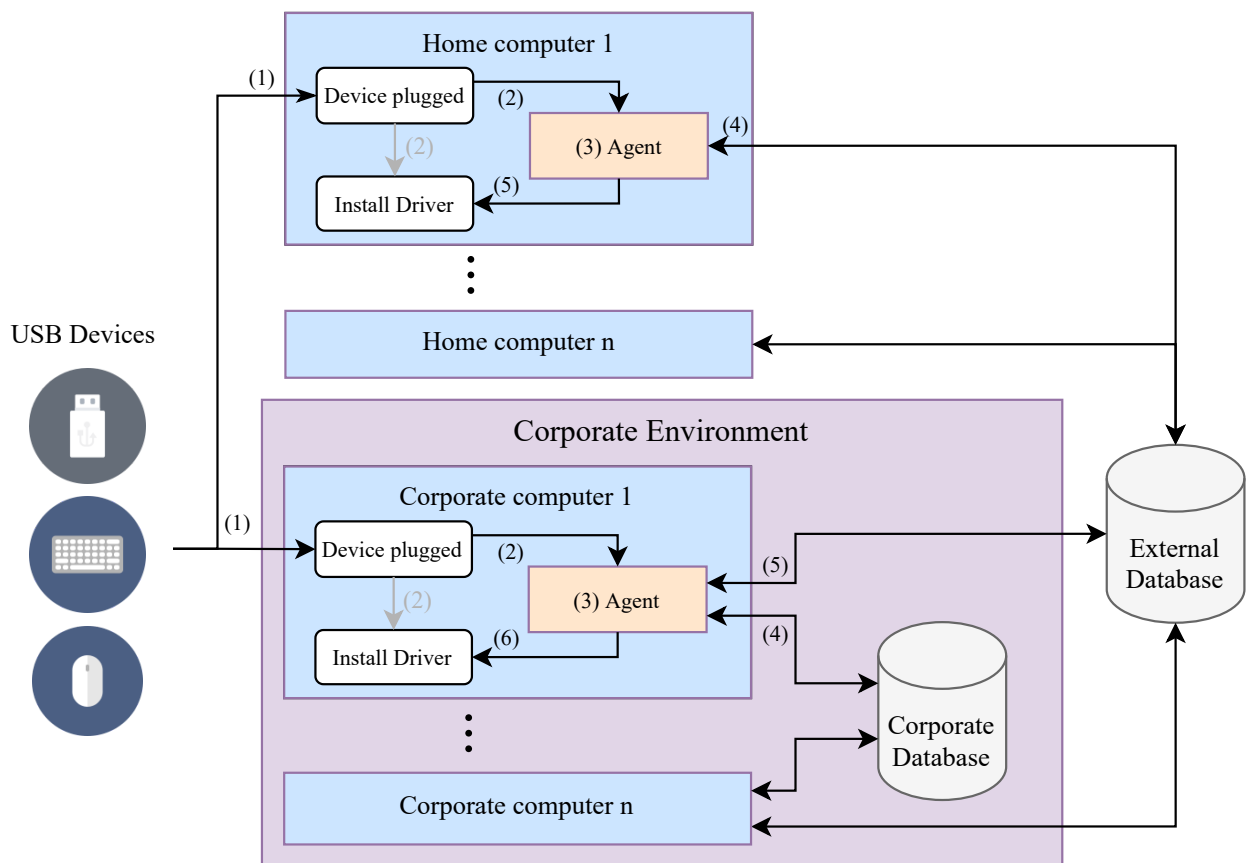 Home computer 1
(1)
Device plugged
(2)
(2)
(3) Agent
(4)
(5)
Install Driver
Home computer n
USB Devices
Corporate Environment
Corporate computer 1
(1)
Device plugged
(2)
(2)
(3) Agent
(5)
(4)
(6)
Install Driver
External
Database
Corporate
Database
Corporate computer n